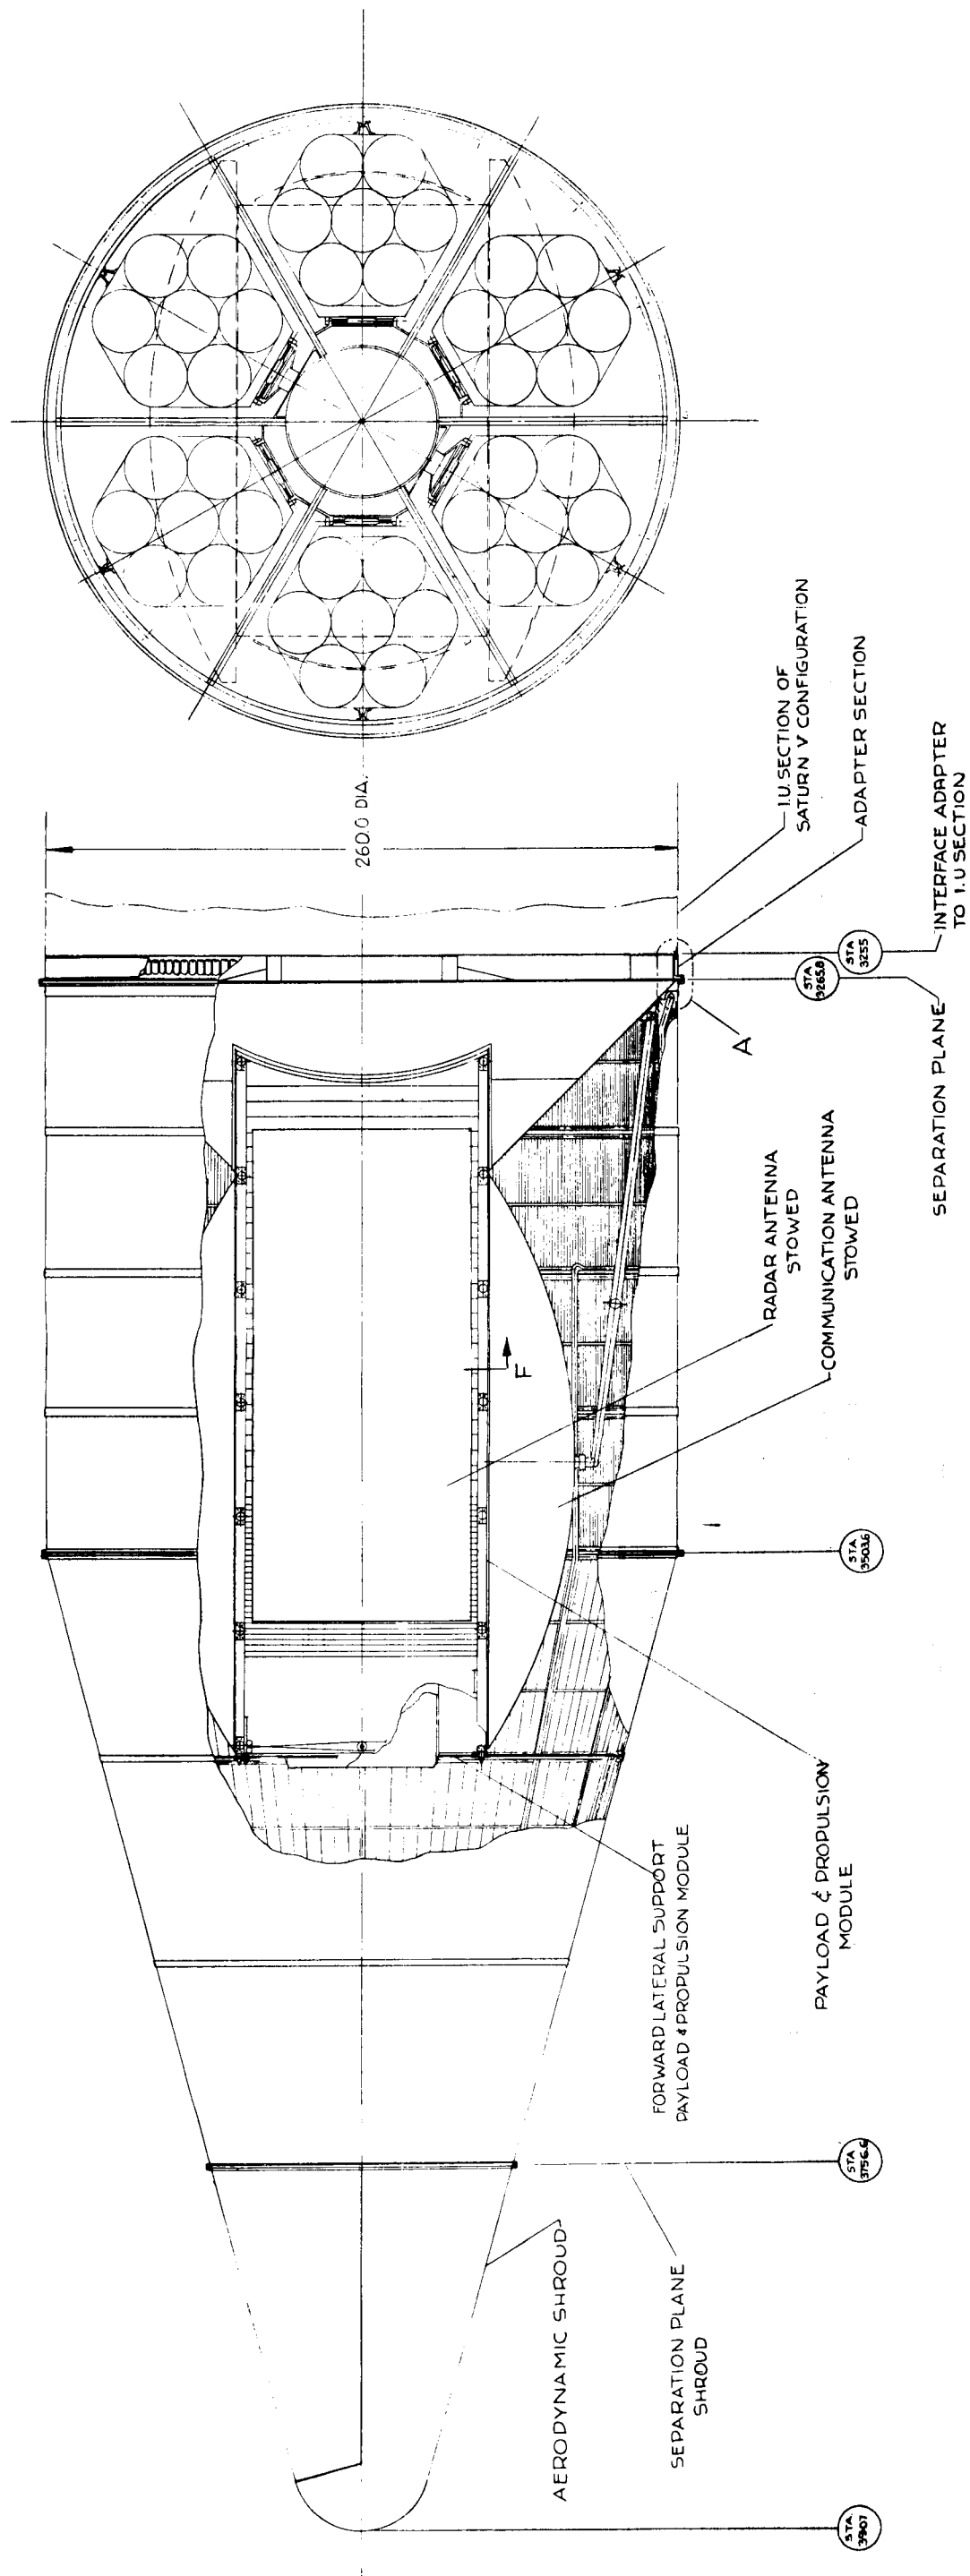 260.0 DIA.
I.U. SECTION OF
SATURN V CONFIGURATION
ADAPTER SECTION
INTERFACE ADAPTER
TO I.U SECTION
STA
3255
STA
3265.8
SEPARATION PLANE
A
RADAR ANTENNA
STOWED
COMMUNICATION ANTENNA
STOWED
F
STA
3503.6
FORWARD LATERAL SUPPORT
PAYLOAD & PROPULSION MODULE
PAYLOAD & PROPULSION
MODULE
STA
3756.6
AERODYNAMIC SHROUD
SEPARATION PLANE
SHROUD
STA.
3907